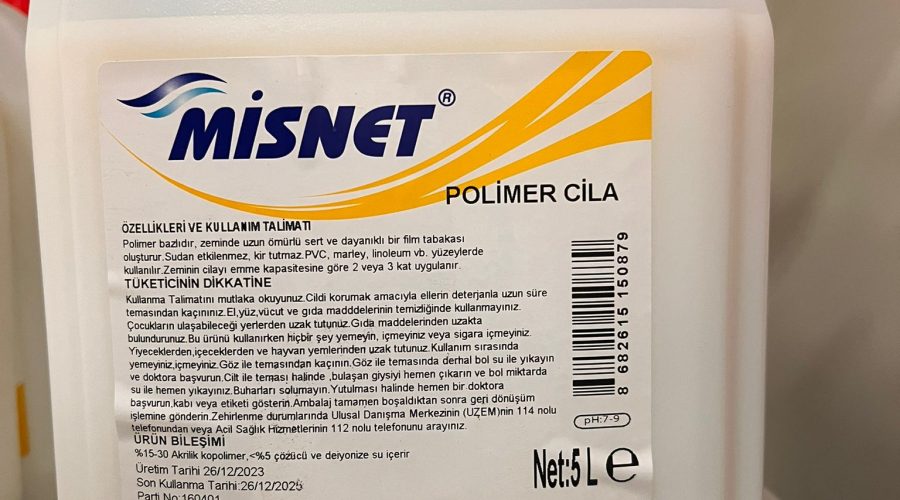 MİSNET®
POLİMER CİLA
ÖZELLİKLERİ VE KULLANIM TALİMATI
Polimer bazlıdır, zeminde uzun ömürlü sert ve dayanıklı bir film tabakası
oluşturur.Sudan etkilenmez, kir tutmaz.PVC, marley, linoleum vb. yüzeylerde
kullanılır.Zeminin cilayı emme kapasitesine göre 2 veya 3 kat uygulanır.
TÜKETİCİNİN DİKKATİNE
Kullanma Talimatını mutlaka okuyunuz.Cildi korumak amacıyla ellerin deterjanla uzun süre
temasından kaçınınız.El,yüz,vücut ve gıda madddelerinin temizliğinde kullanmayınız.
Çocukların ulaşabileceği yerlerden uzak tutunuz.Gıda maddelerinden uzakta
bulundurunuz.Bu ürünü kullanırken hiçbir şey yemeyin, içmeyiniz veya sigara içmeyiniz.
Yiyeceklerden,içeceklerden ve hayvan yemlerinden uzak tutunuz.Kullanım sırasında
yemeyiniz,içmeyiniz.Göz ile temasından kaçının.Göz ile temasında derhal bol su ile yıkayın
ve doktora başvurun.Cilt ile teması halinde ,bulaşan giysiyi hemen çıkarın ve bol miktarda
su ile hemen yıkayınız.Buharları solumayın.Yutulması halinde hemen bir doktora
başvurun,kabı veya etiketi gösterin.Ambalaj tamamen boşaldıktan sonra geri dönüşüm
işlemine gönderin.Zehirlenme durumlarında Ulusal Danışma Merkezinin (UZEM)nin 114 nolu
telefonundan veya Acil Sağlık Hizmetlerinin 112 nolu telefonunu arayınız.
ÜRÜN BİLEŞİMİ
%15-30 Akrilik kopolimer,<%5 çözücü ve deiyonize su içerir
Üretim Tarihi 26/12/2023
Son Kullanma Tarihi:26/12/2025
Parti No:160401
8 682615 150879
pH:7-9
Net:5 L ℮